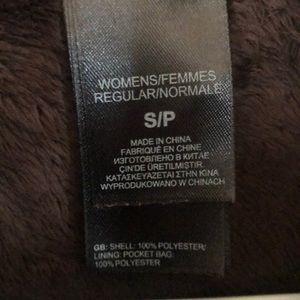 WOMENS/FEMMES
REGULAR/NORMALE
S/P
MADE IN CHINA
FABRIQUÉ EN CHINE
ИЗГОТОВЛЕНО В КИТАЕ
ÇIN'DE ÜRETILMIŞTIR.
ΚΑΤΑΣΚΕΥΑΖΕΤΑΙ ΣΤΗΝ ΚΙΝΑ
WYPRODUKOWANO W CHINACH
GB: SHELL: 100% POLYESTER/
LINING: POCKET BAG:
100% POLYESTER